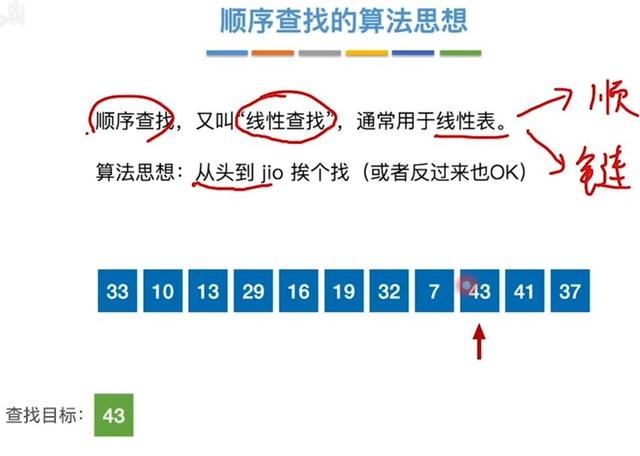 顺序查找的算法思想
顺序查找，又叫“线性查找”，通常用于线性表。
顺
链
算法思想：从头到 jio 挨个找（或者反过来也OK）
33 10 13 29 16 19 32 7 43 41 37
查找目标： 43